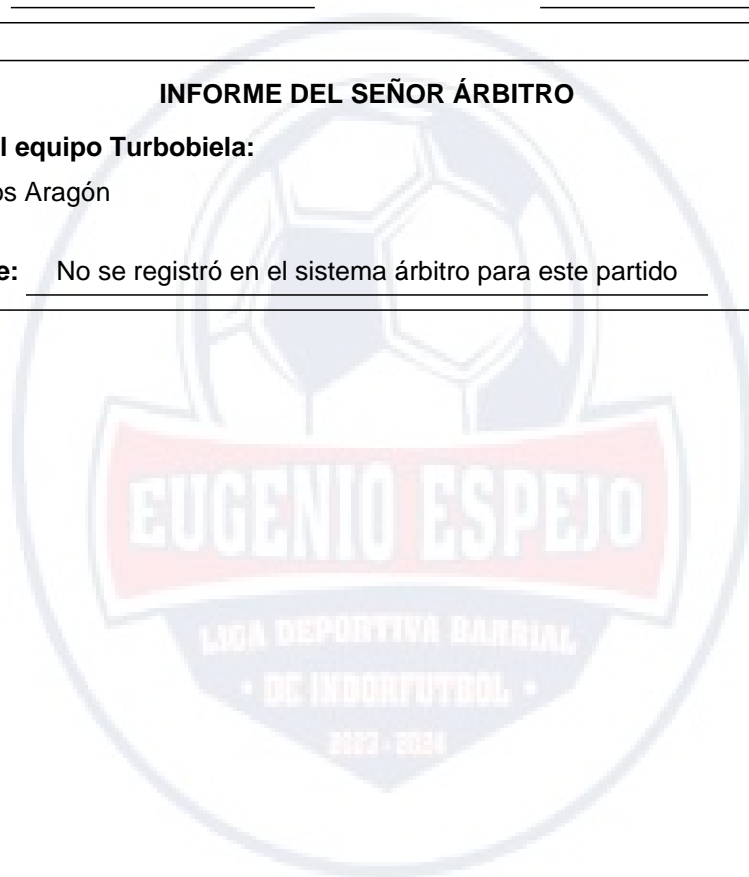 INFORME DEL SEÑOR ÁRBITRO
l equipo Turbobiela:
os Aragón
e: No se registró en el sistema árbitro para este partido
EUGENIO ESPEJO
LIGA DEPORTIVA BARRIAL
• DE INDORFUTBOL •
2023 - 2024